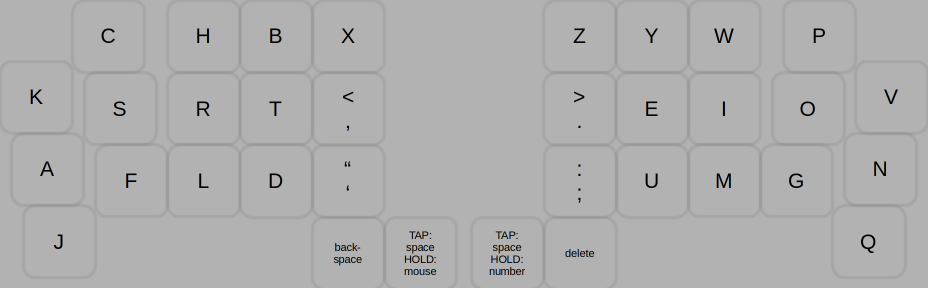 C H B X Z Y W P
K S R T < > E I O V
, .
A F L D “ : U M G N
‘ ;
J Q
back-
space
TAP:
space
HOLD:
mouse
TAP:
space
HOLD:
number
delete